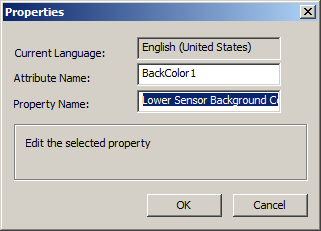 Properties
Current Language: English (United States)
Attribute Name: BackColor1
Property Name: Lower Sensor Background
Edit the selected property
OK Cancel